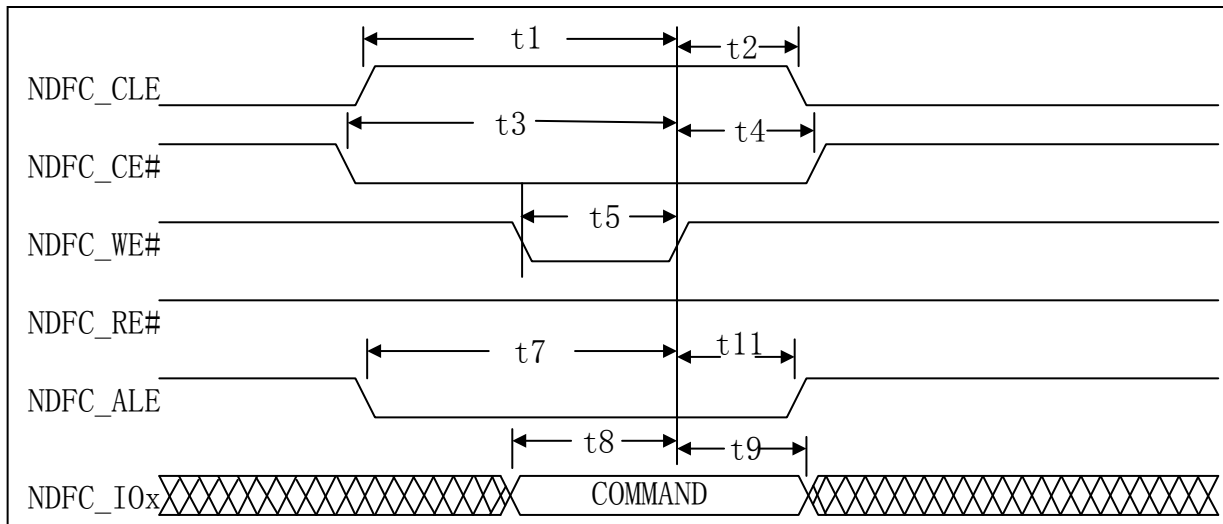 t1
t2
NDFC_CLE
t3
t4
NDFC_CE#
t5
NDFC_WE#
NDFC_RE#
t7
t11
NDFC_ALE
t8
t9
NDFC_IOx
COMMAND